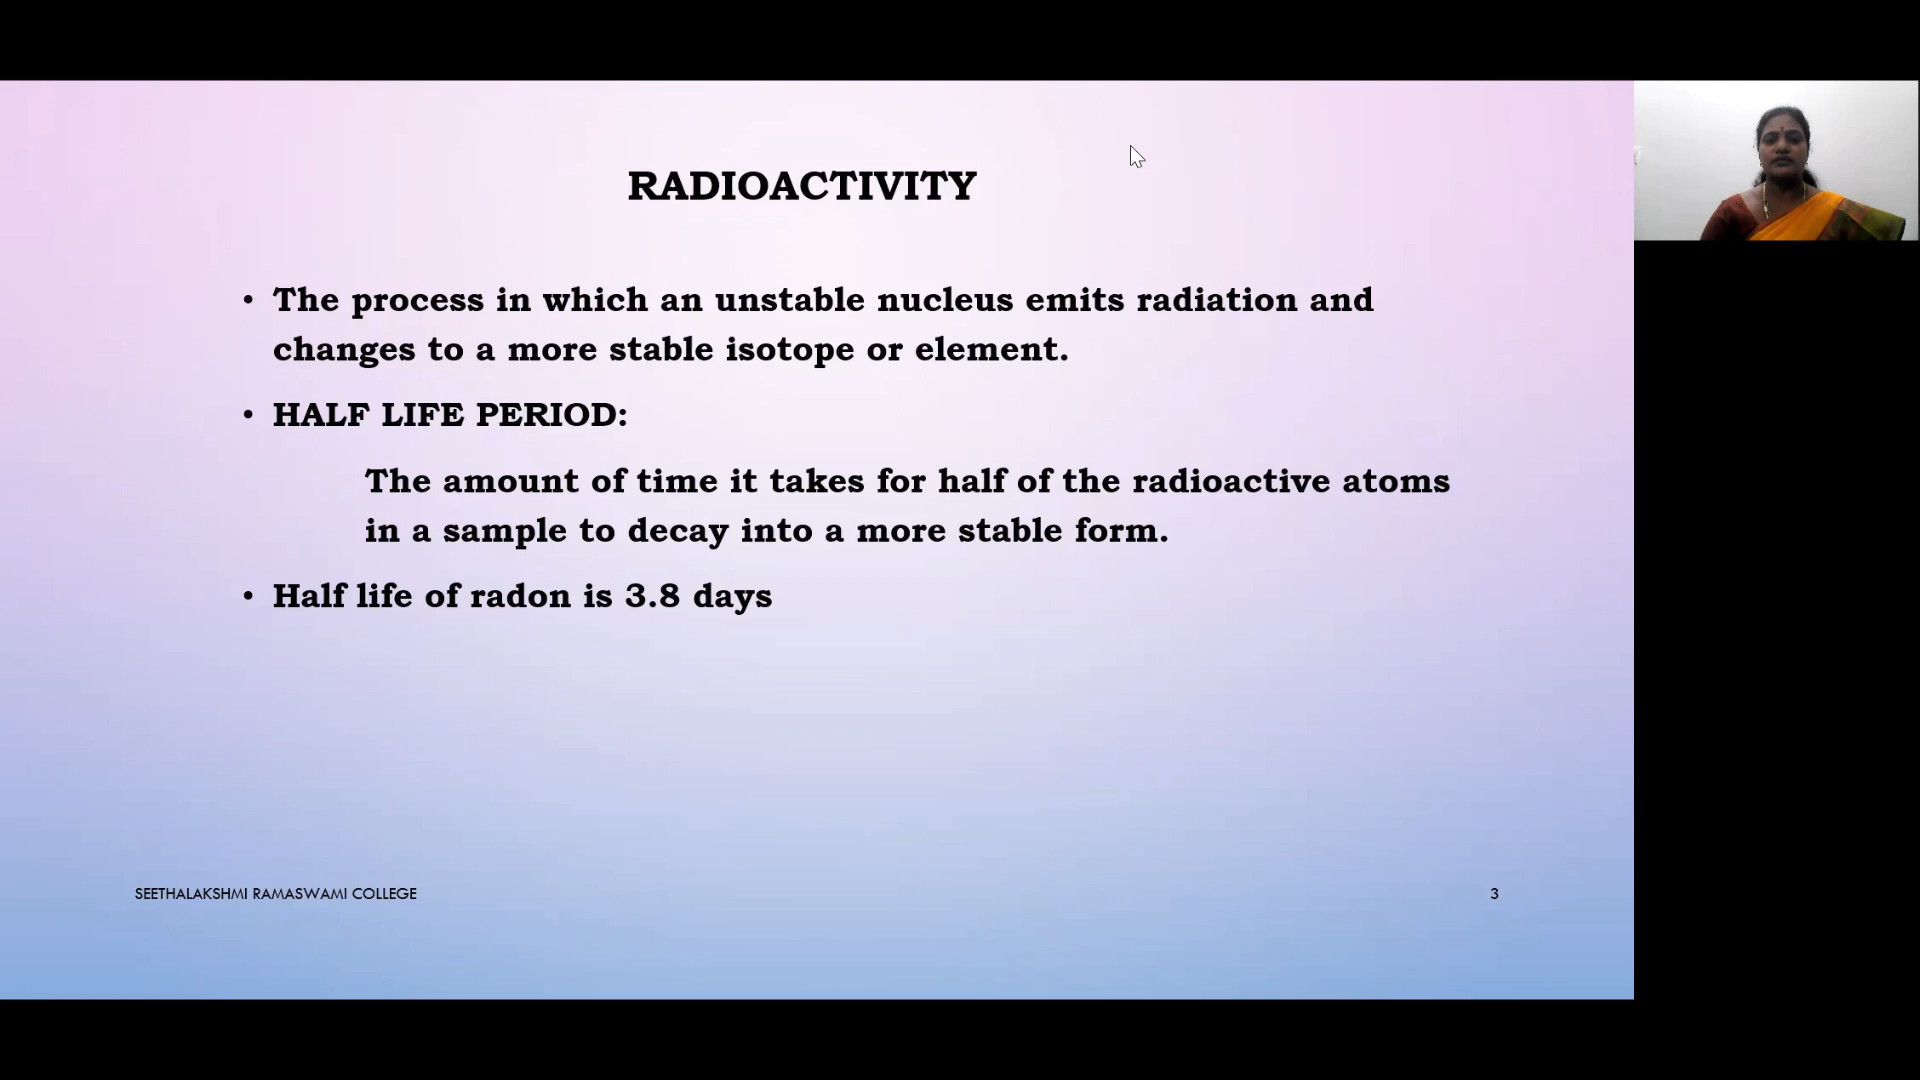 RADIOACTIVITY
• The process in which an unstable nucleus emits radiation and
changes to a more stable isotope or element.
• HALF LIFE PERIOD:
The amount of time it takes for half of the radioactive atoms
in a sample to decay into a more stable form.
• Half life of radon is 3.8 days
SEETHALAKSHMI RAMASWAMI COLLEGE
3